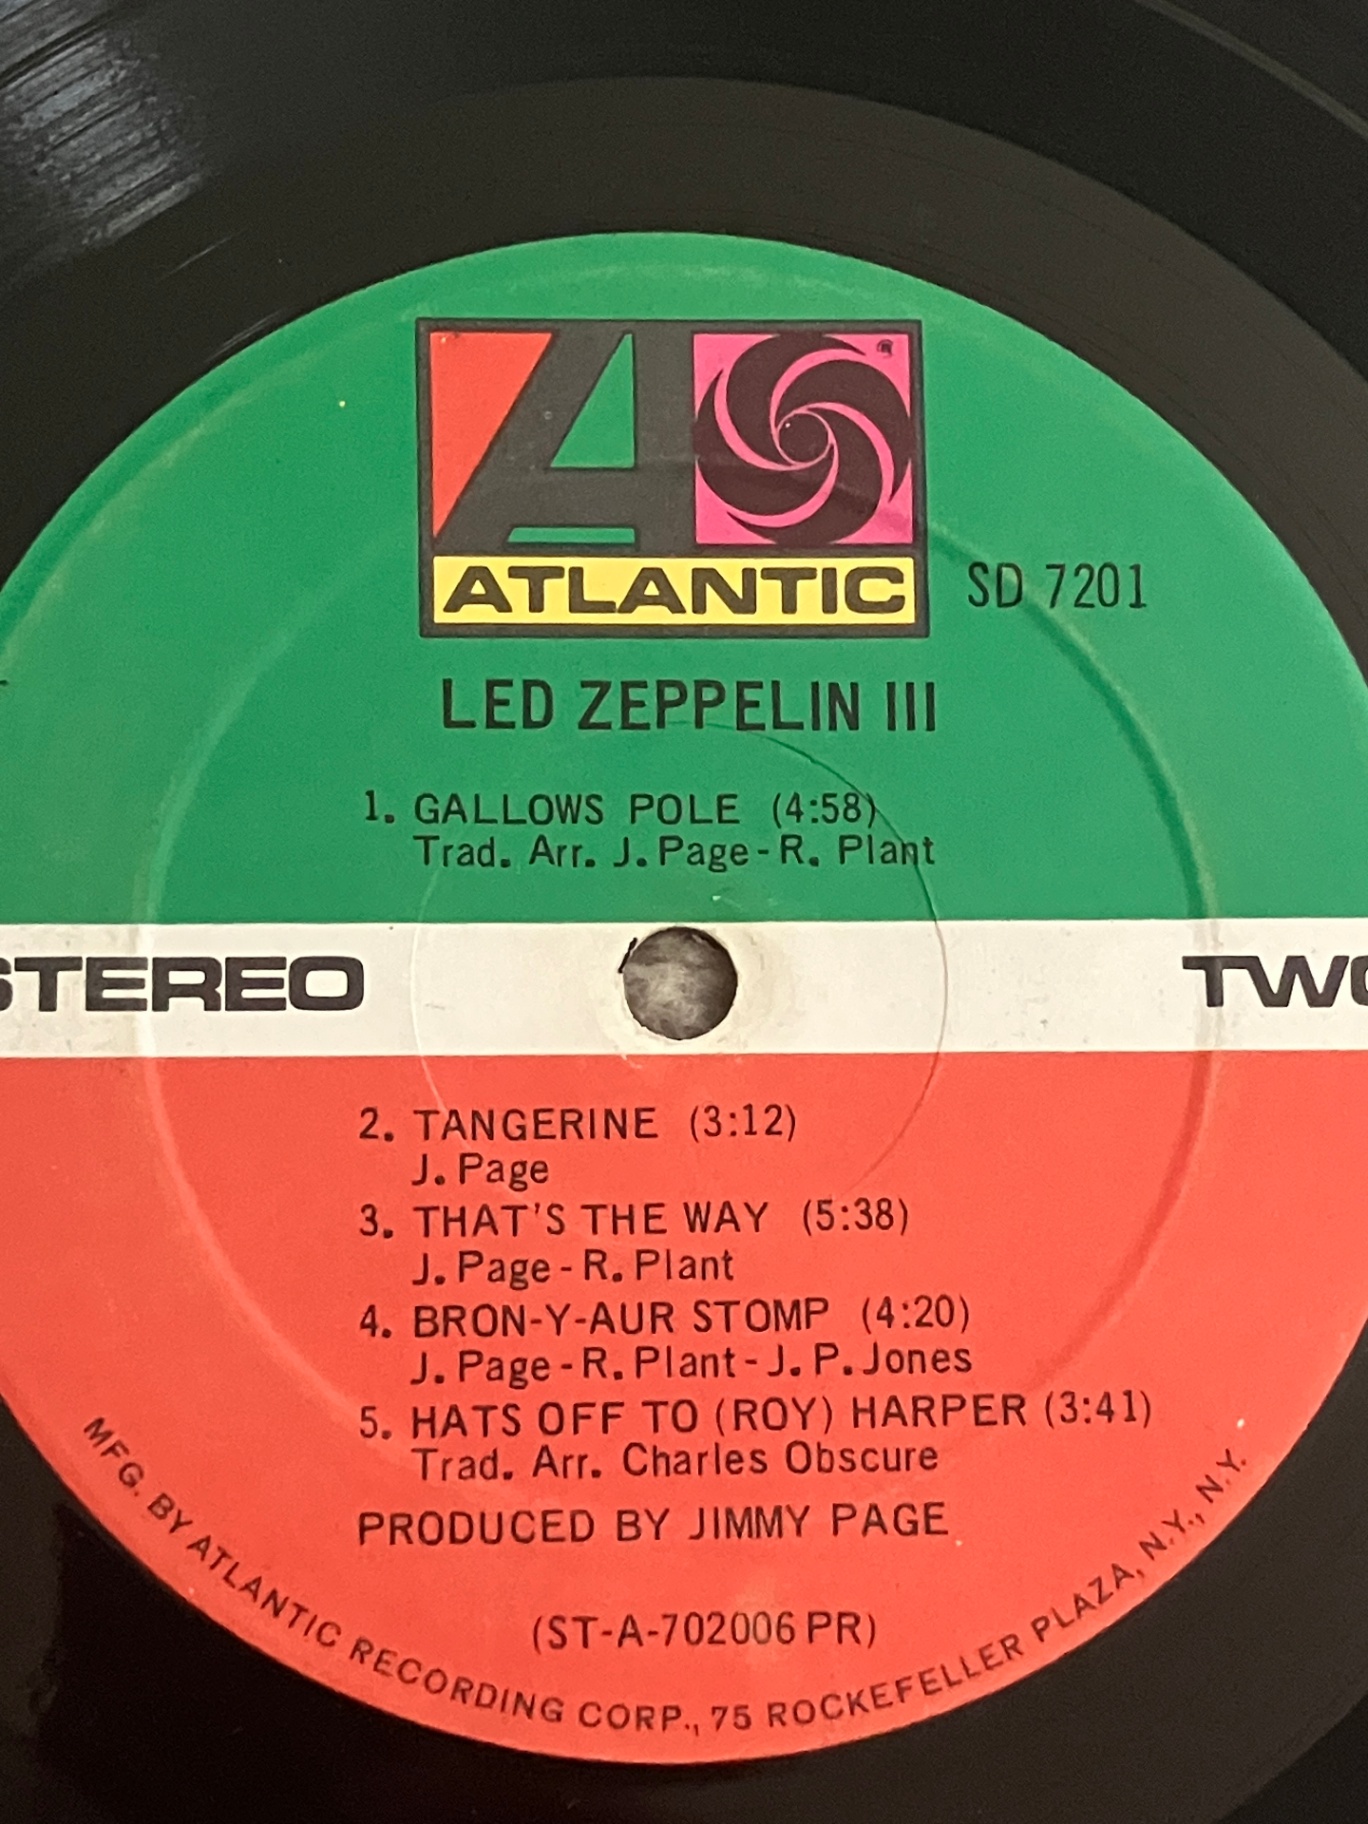 ATLANTIC
SD 7201
LED ZEPPELIN III
1. GALLOWS POLE (4:58)
Trad. Arr. J. Page - R. Plant
STEREO
2. TANGERINE (3:12)
J. Page
3. THAT'S THE WAY (5:38)
J. Page - R. Plant
4. BRON-Y-AUR STOMP (4:20)
J. Page - R. Plant - J. P. Jones
5. HATS OFF TO (ROY) HARPER (3:41)
Trad. Arr. Charles Obscure
PRODUCED BY JIMMY PAGE
(ST-A-702006 PR)
MFG. BY ATLANTIC RECORDING CORP., 75 ROCKEFELLER PLAZA, N.Y., N.Y.